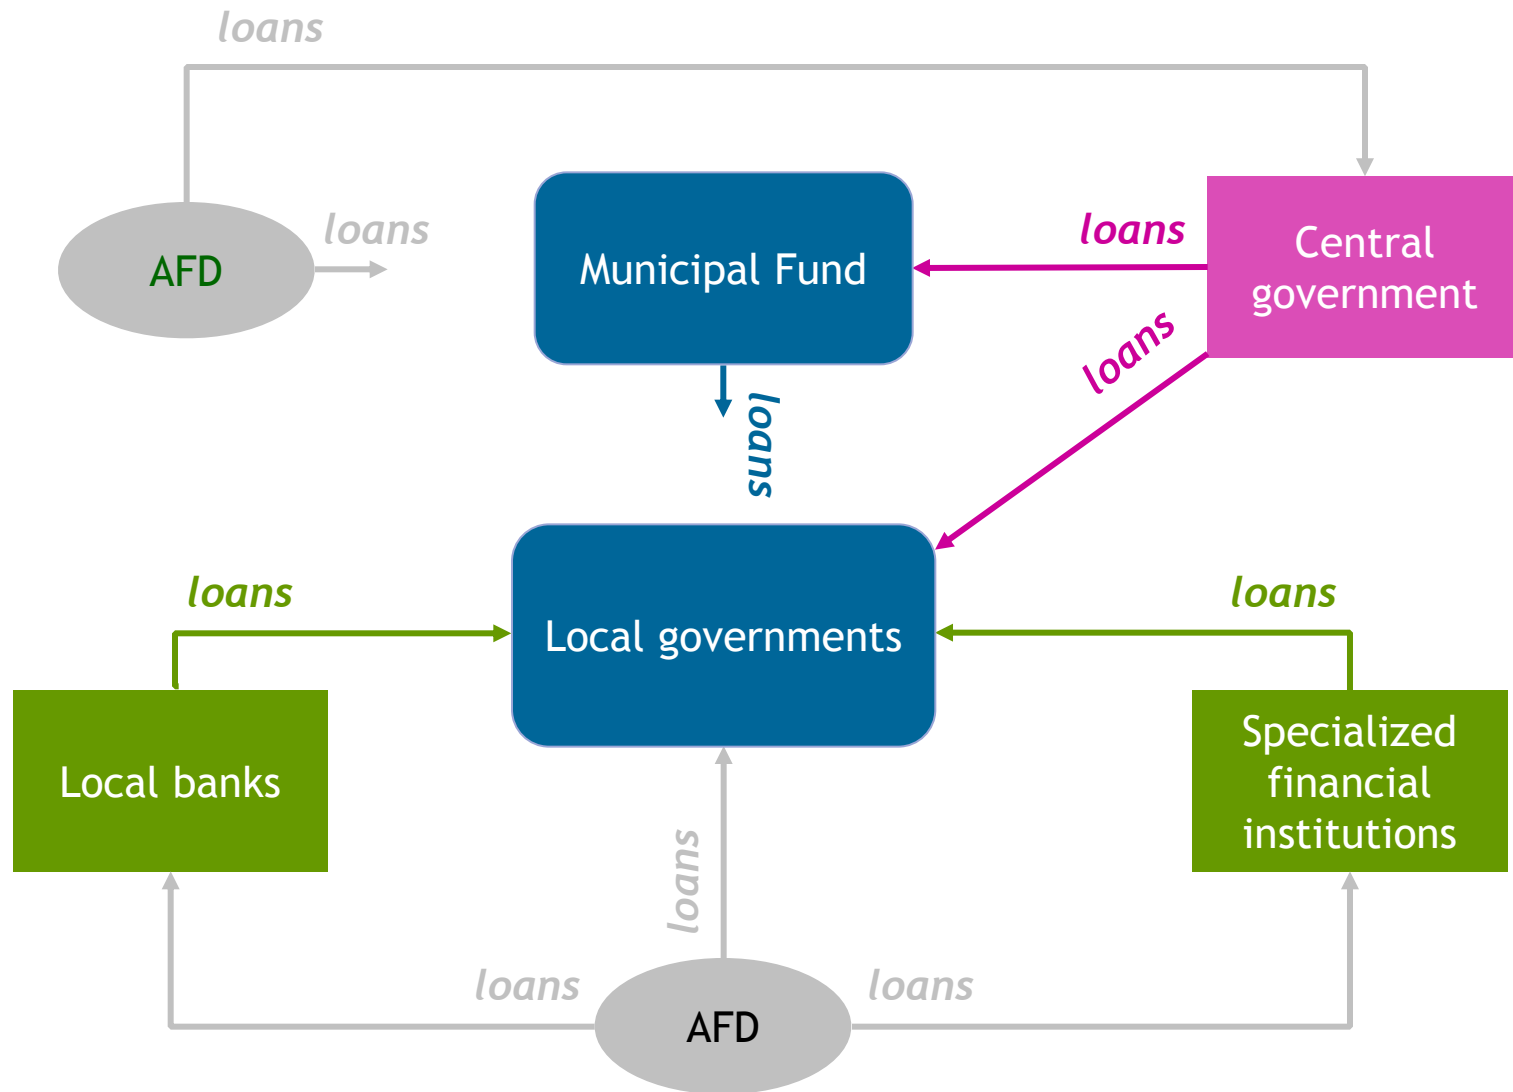 loans
loans
AFD
Municipal Fund
loans
Central
government
loans
loans
loans
Local governments
loans
Local banks
Specialized
financial
institutions
loans
loans
loans
AFD